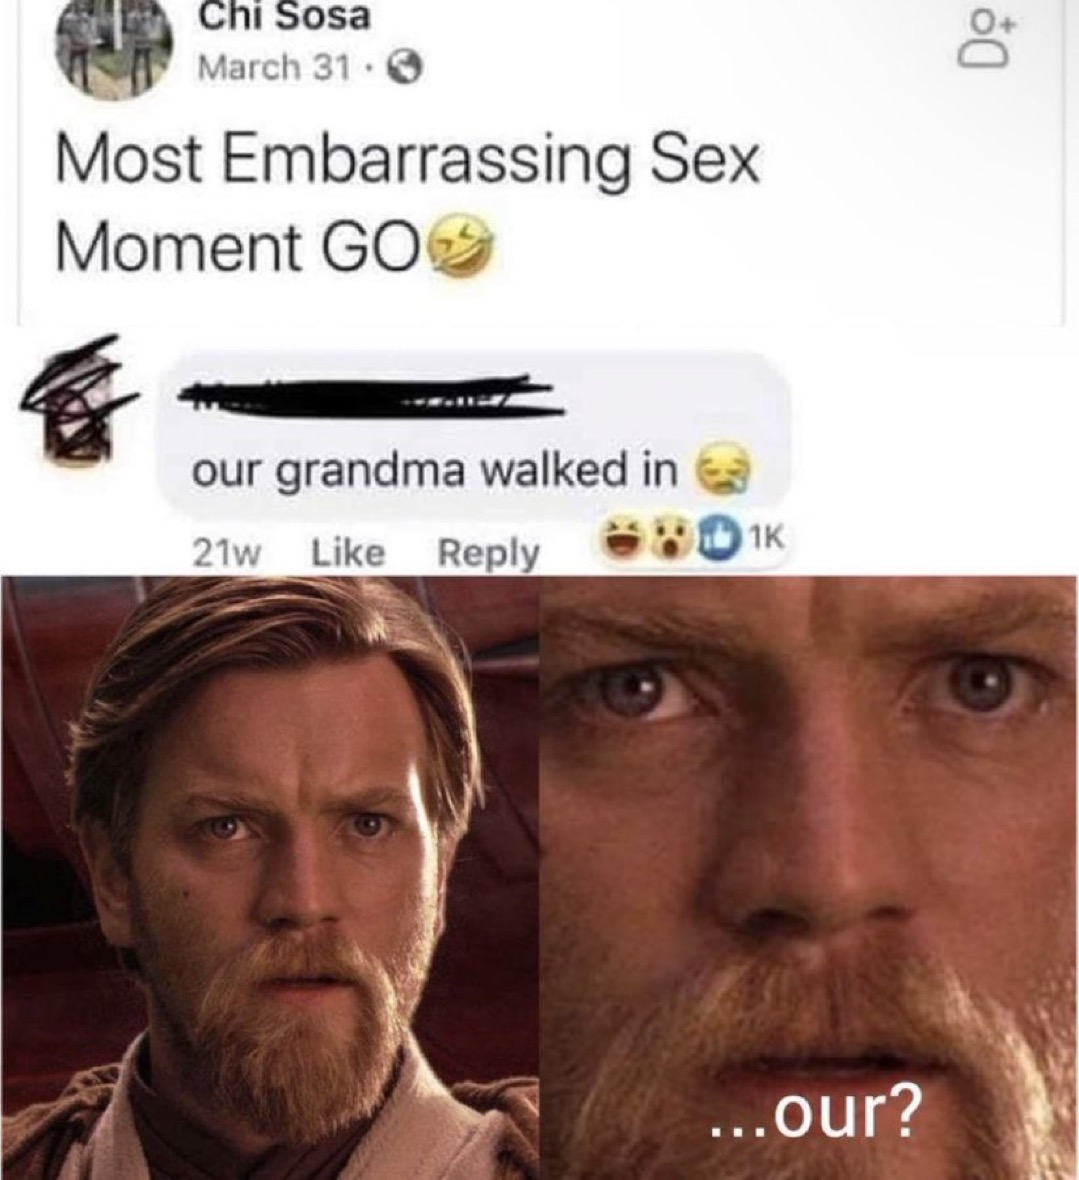 Chi Sosa
March 31 ·
Most Embarrassing Sex
Moment GO🤣
our grandma walked in 😪
21w Like Reply 1K
...our?